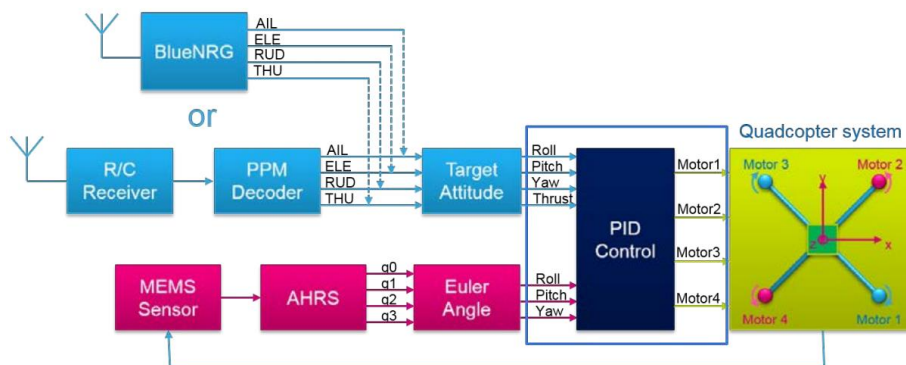 BlueNRG
AIL
ELE
RUD
THU
or
R/C
Receiver
PPM
Decoder
AIL
ELE
RUD
THU
Target
Attitude
Roll
Pitch
Yaw
Thrust
MEMS
Sensor
AHRS
q0
q1
q2
q3
Euler
Angle
Roll
Pitch
Yaw
PID
Control
Motor1
Motor2
Motor3
Motor4
Quadcopter system
Motor 3
Motor 2
y
z
x
Motor 4
Motor 1